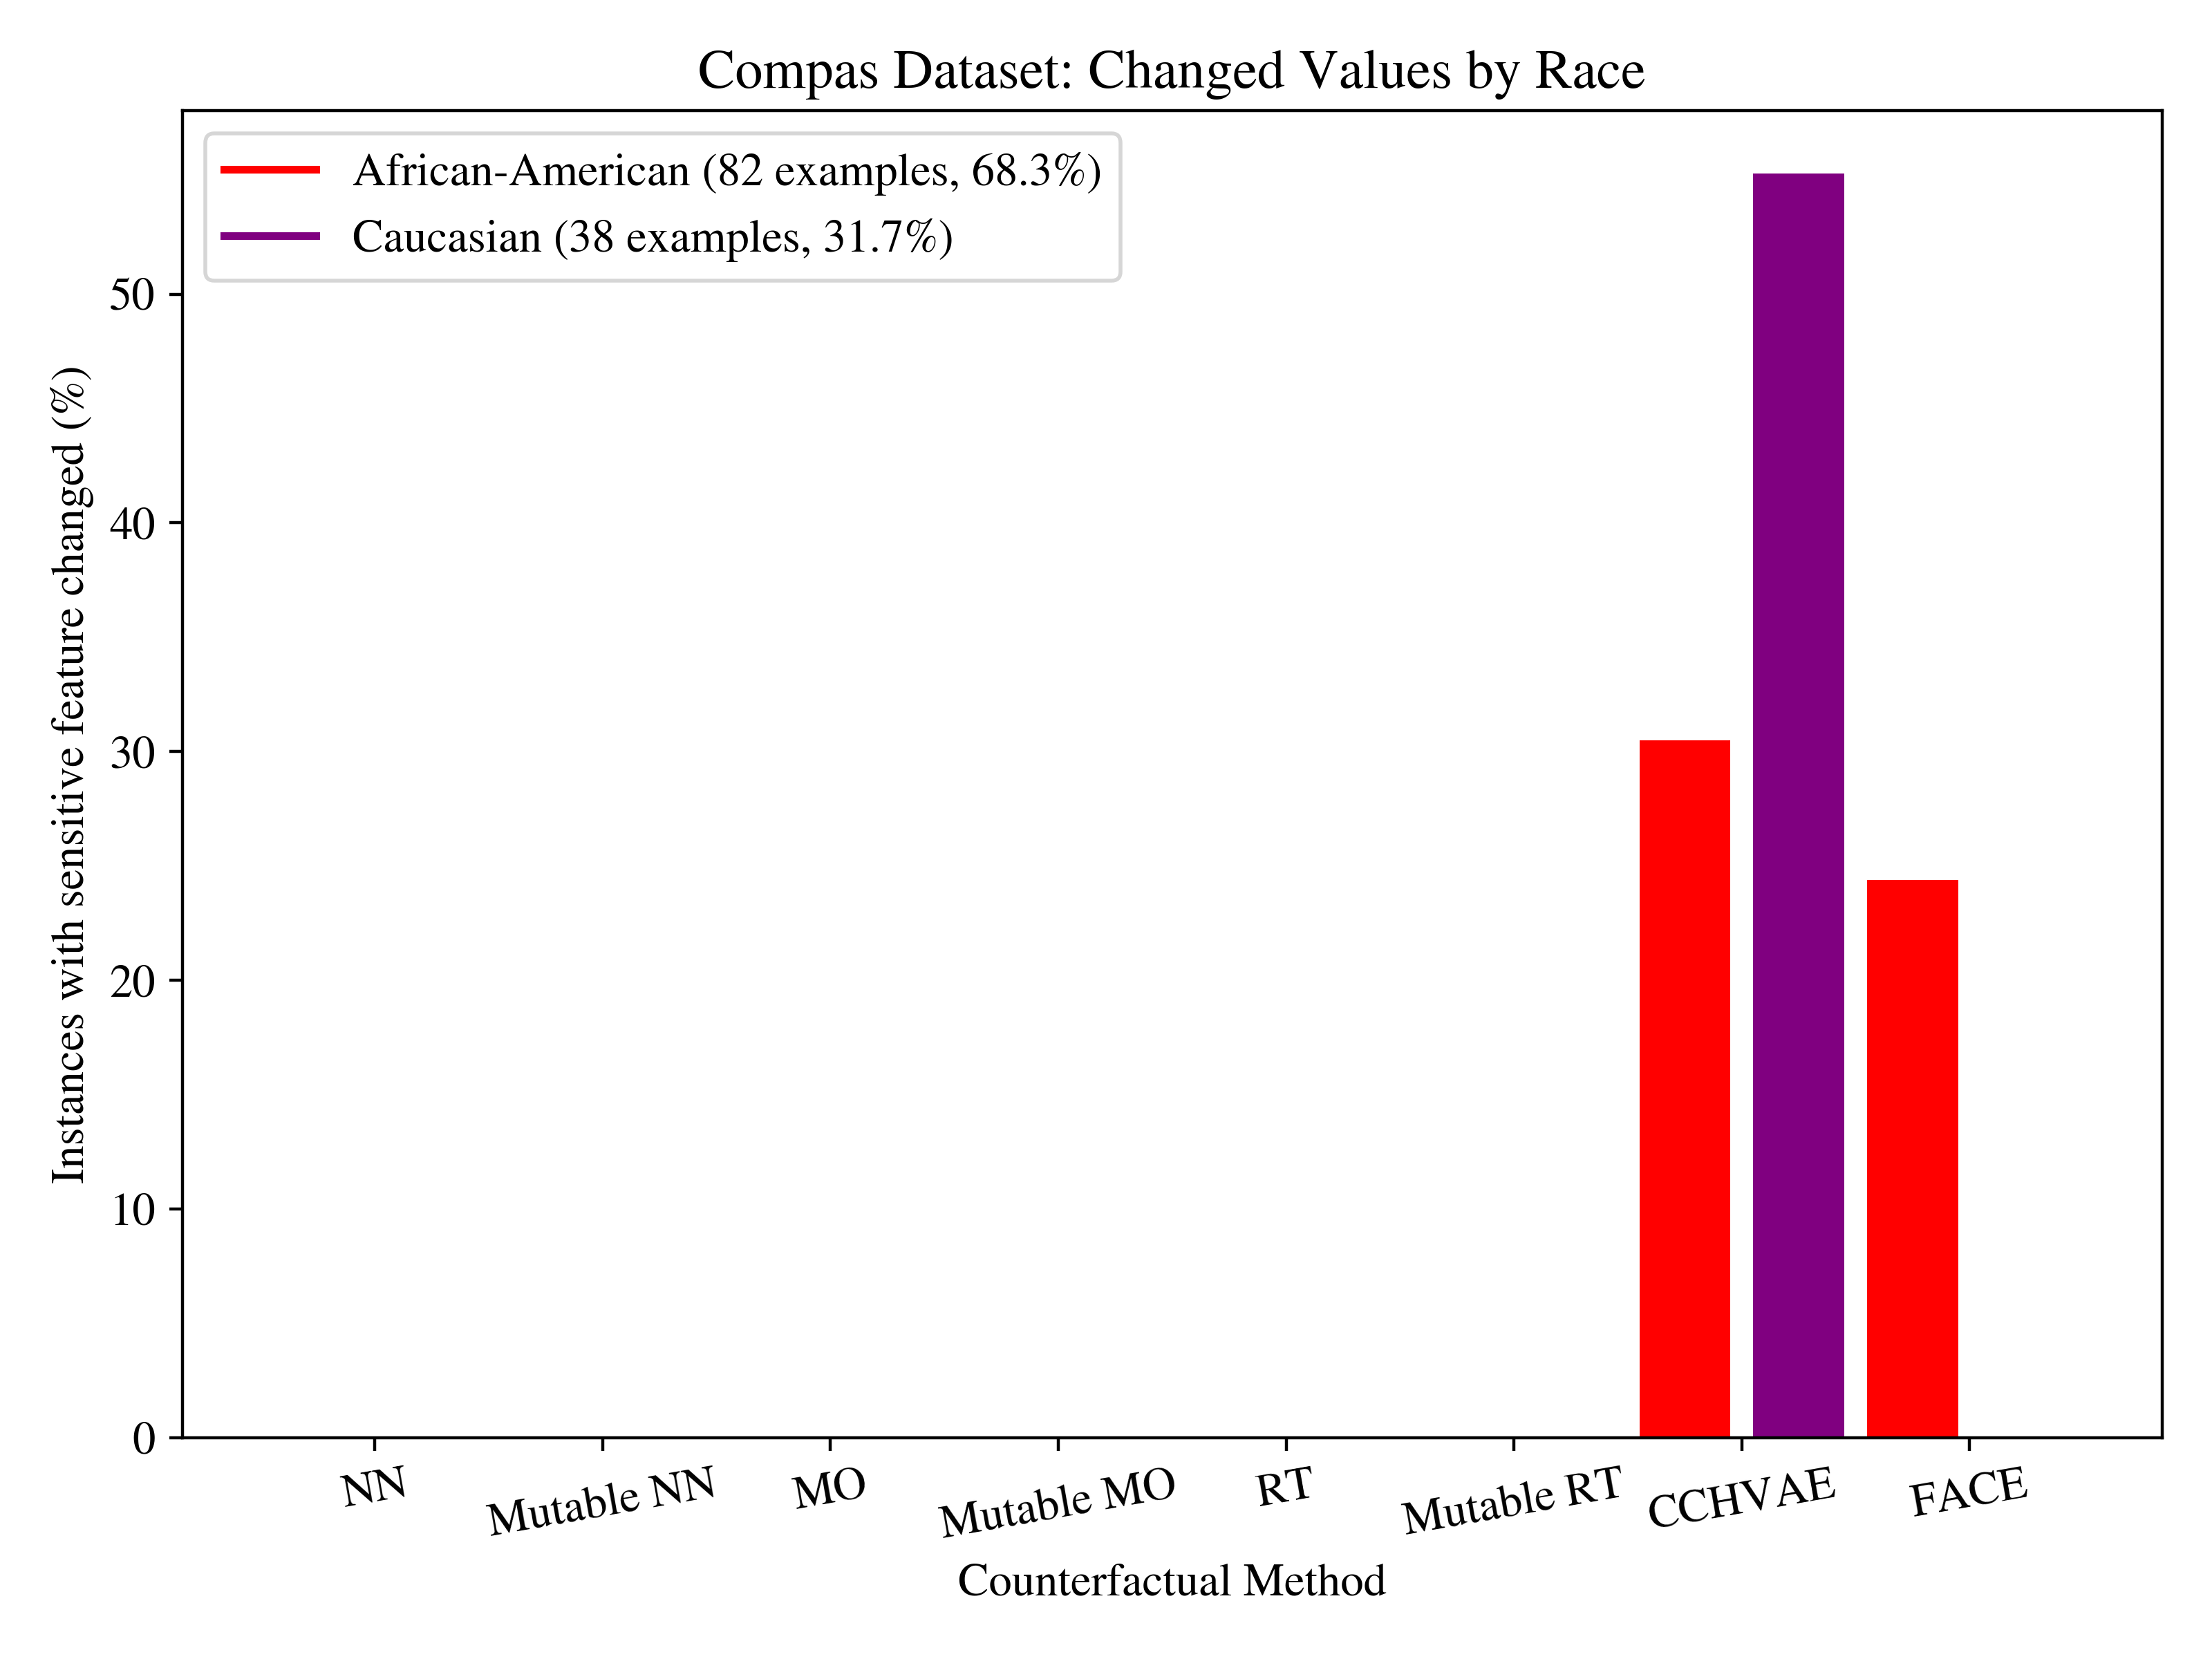 Compas Dataset: Changed Values by Race
African-American (82 examples, 68.3%)
Caucasian (38 examples, 31.7%)
Instances with sensitive feature changed (%)
50
40
30
20
10
0
NN
Mutable NN
MO
Mutable MO
RT
Mutable RT
CCHVAE
FACE
Counterfactual Method